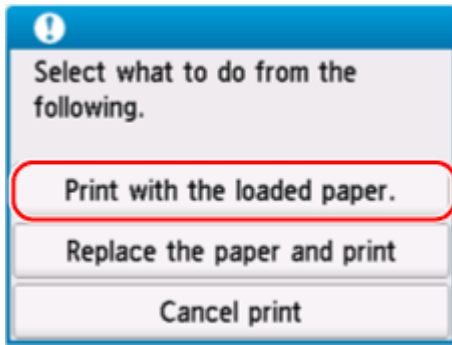 Select what to do from the
following.
Print with the loaded paper.
Replace the paper and print
Cancel print